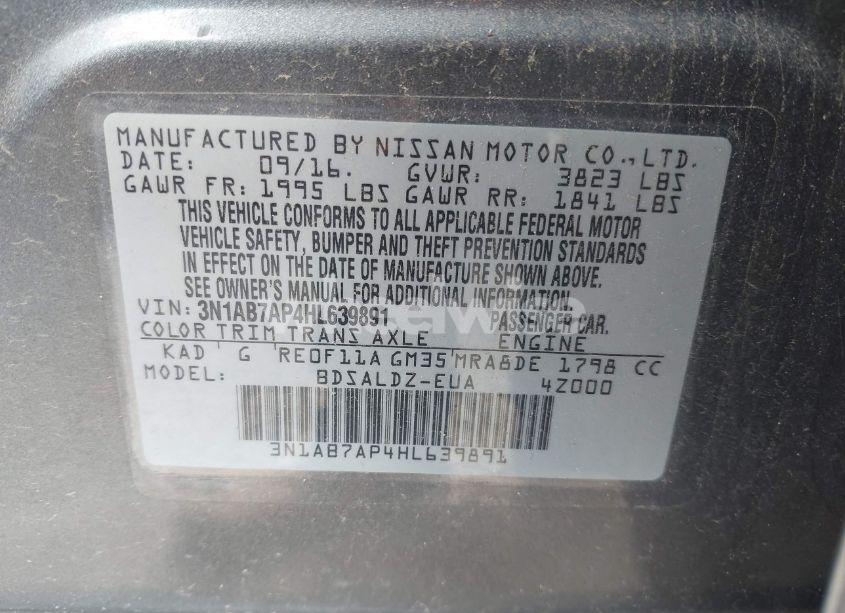 MANUFACTURED BY NISSAN MOTOR CO.,LTD.
DATE: 09/16. GVWR: 3823 LBS
GAWR FR: 1995 LBS GAWR RR: 1841 LBS
THIS VEHICLE CONFORMS TO ALL APPLICABLE FEDERAL MOTOR
VEHICLE SAFETY, BUMPER AND THEFT PREVENTION STANDARDS
IN EFFECT ON THE DATE OF MANUFACTURE SHOWN ABOVE.
SEE OWNER'S MANUAL FOR ADDITIONAL INFORMATION.
VIN: 3N1AB7AP4HL639891 PASSENGER CAR.
COLOR TRIM TRANS AXLE ENGINE
KAD G RE0F11A GM35 MRA8DE 1798 CC
MODEL: BDSALDZ-EUA 4Z000
3N1AB7AP4HL639891